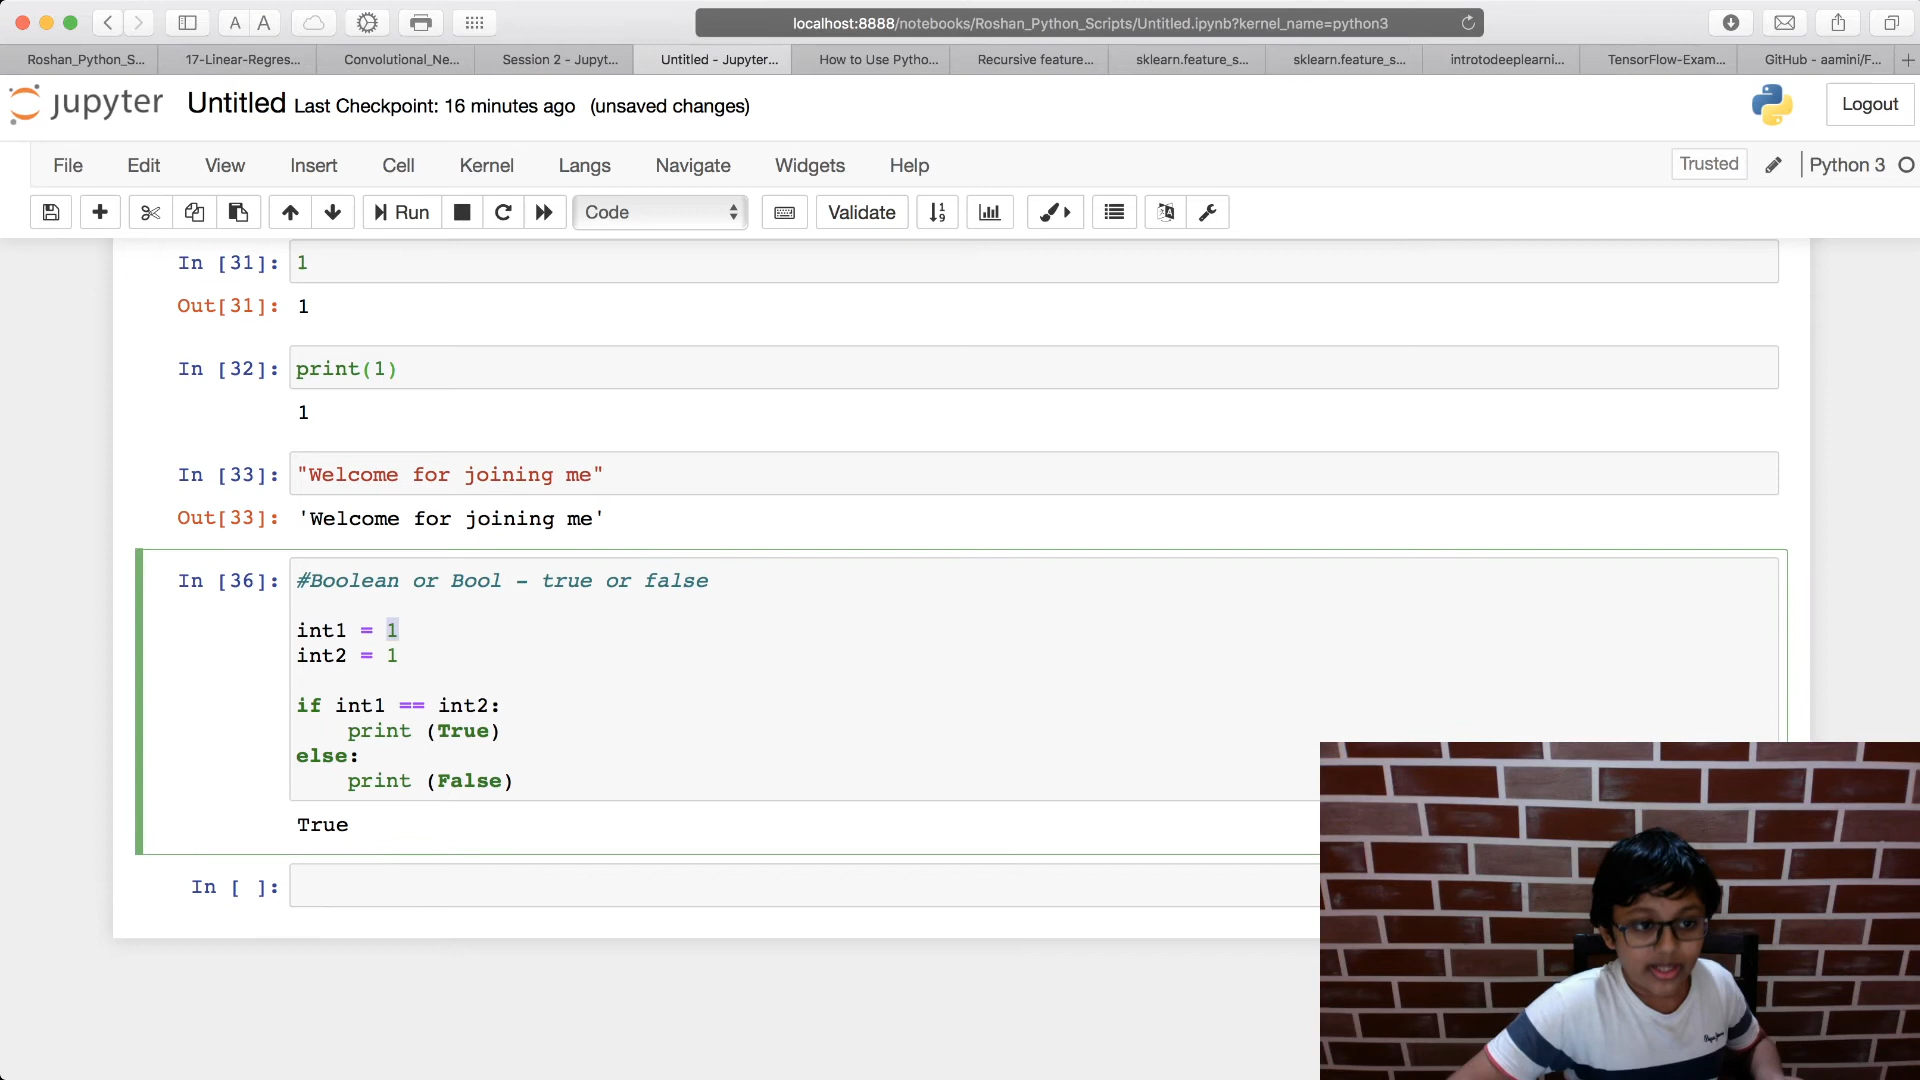 A A
localhost:8888/notebooks/Roshan_Python_Scripts/Untitled.ipynb?kernel_name=python3
Roshan_Python_S... 17-Linear-Regres... Convolutional_Ne... Session 2 - Jupyt... Untitled - Jupyter... How to Use Pytho... Recursive feature... sklearn.feature_s... sklearn.feature_s... introtodeeplearni... TensorFlow-Exam... GitHub - aamini/F...
jupyter Untitled Last Checkpoint: 16 minutes ago (unsaved changes) Logout
File Edit View Insert Cell Kernel Langs Navigate Widgets Help Trusted Python 3
Run Code Validate
In [31]: 1
Out[31]: 1
In [32]: print(1)
1
In [33]: "Welcome for joining me"
Out[33]: 'Welcome for joining me'
In [36]: #Boolean or Bool - true or false
int1 = 1
int2 = 1
if int1 == int2:
print (True)
else:
print (False)
True
In [ ]: